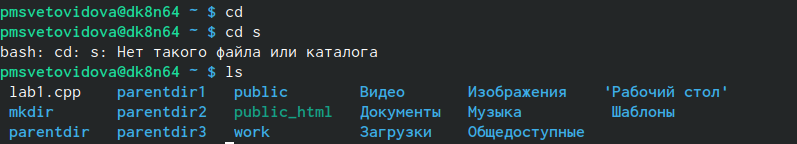 pmsvetovidova@dk8n64 ~ $ cd
pmsvetovidova@dk8n64 ~ $ cd s
bash: cd: s: Нет такого файла или каталога
pmsvetovidova@dk8n64 ~ $ ls
lab1.cpp parentdir1 public Видео Изображения 'Рабочий стол'
mkdir parentdir2 public_html Документы Музыка Шаблоны
parentdir parentdir3 work Загрузки Общедоступные